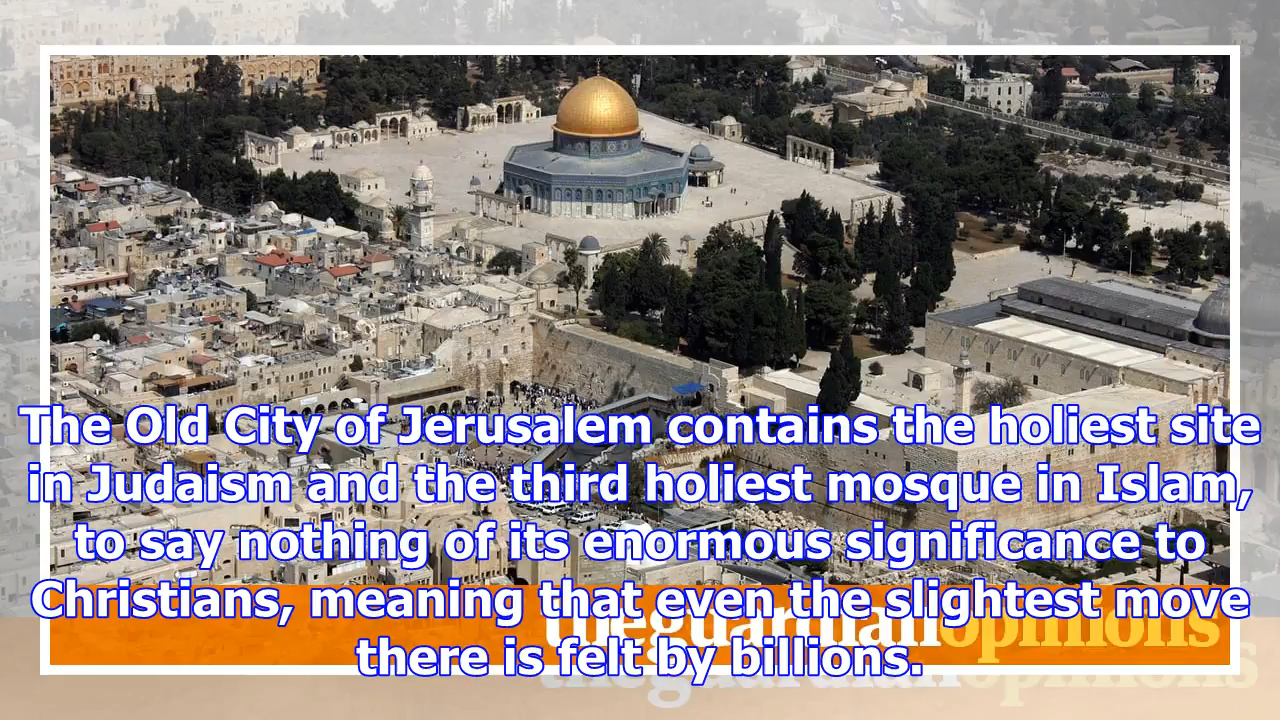 The Old City of Jerusalem contains the holiest site
in Judaism and the third holiest mosque in Islam,
to say nothing of its enormous significance to
Christians, meaning that even the slightest move
there is felt by billions.
theguardianopinions
theguardianopinions